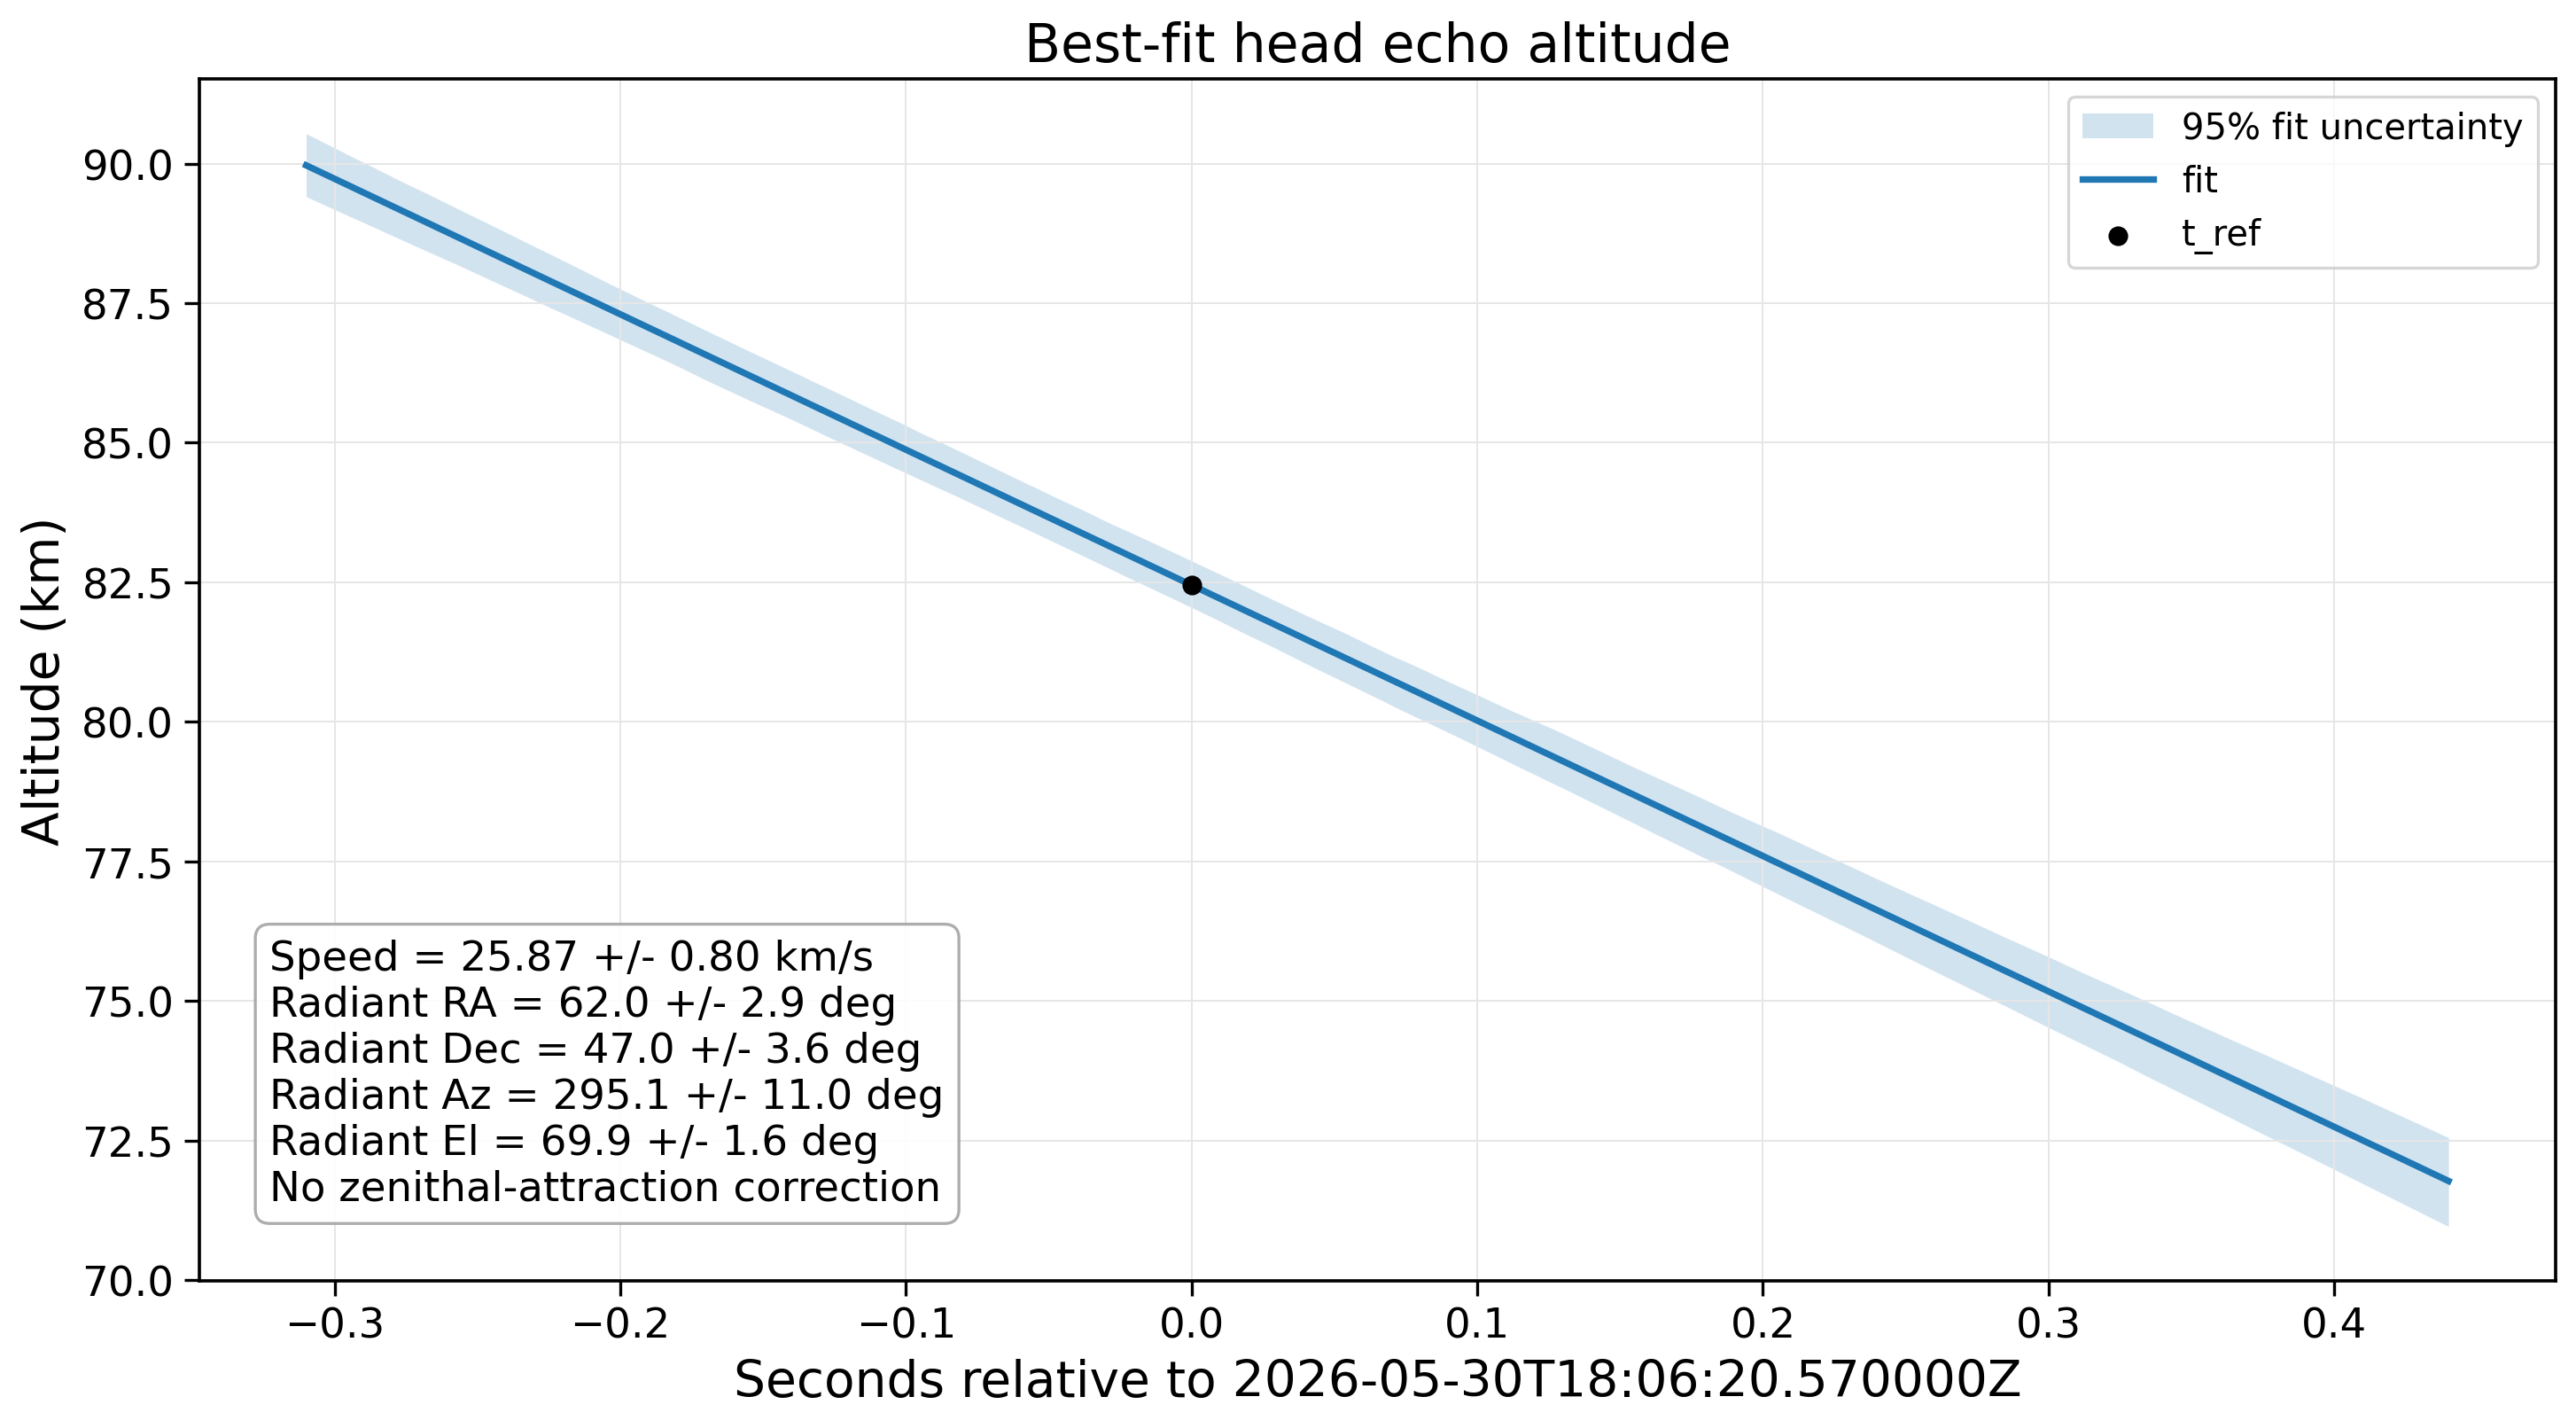 Best-fit head echo altitude
95% fit uncertainty
fit
t_ref
Altitude (km)
90.0
87.5
85.0
82.5
80.0
77.5
75.0
72.5
70.0
Speed = 25.87 +/- 0.80 km/s
Radiant RA = 62.0 +/- 2.9 deg
Radiant Dec = 47.0 +/- 3.6 deg
Radiant Az = 295.1 +/- 11.0 deg
Radiant El = 69.9 +/- 1.6 deg
No zenithal-attraction correction
−0.3 −0.2 −0.1 0.0 0.1 0.2 0.3 0.4
Seconds relative to 2026-05-30T18:06:20.570000Z